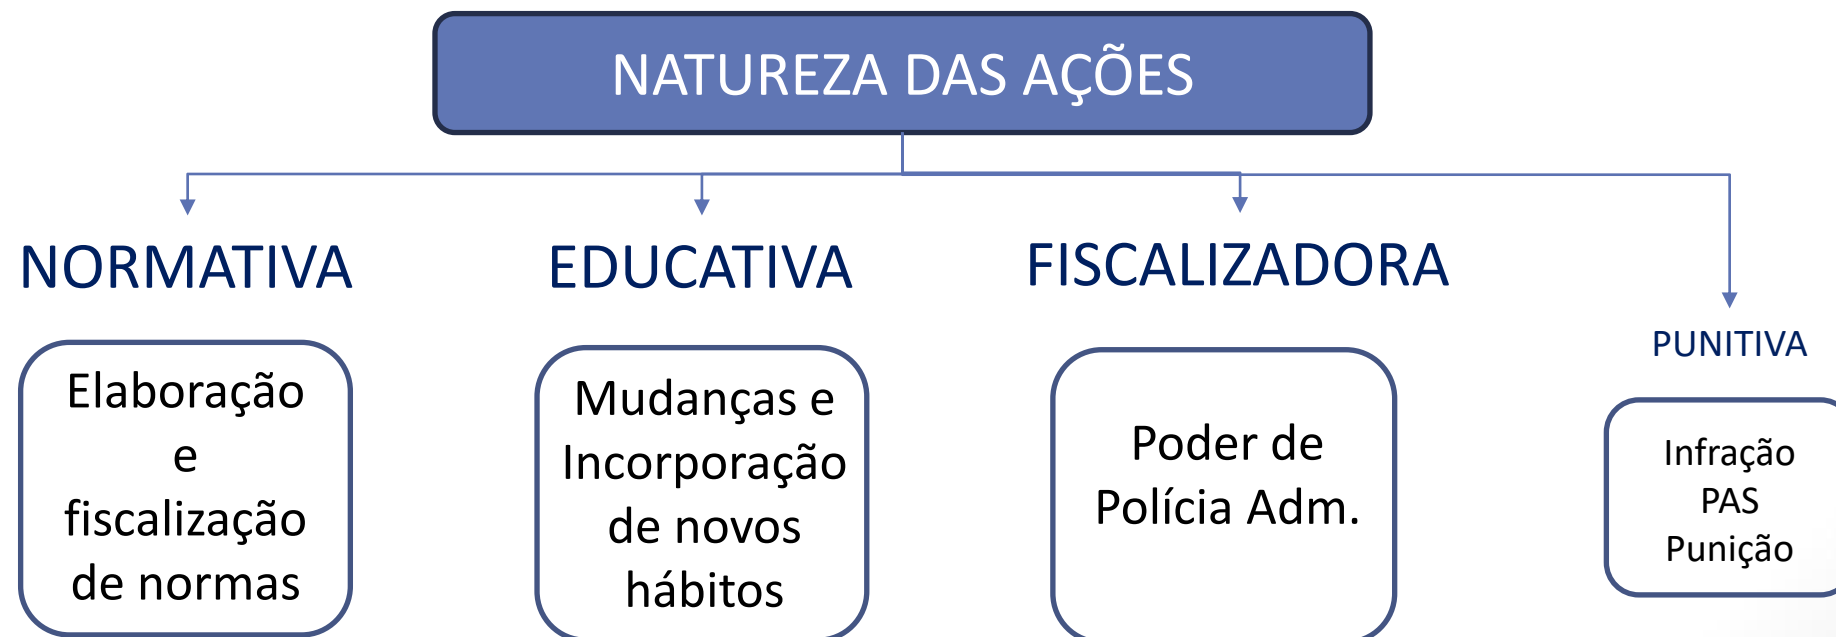 NATUREZA DAS AÇÕES
NORMATIVA
Elaboração
e
fiscalização
de normas
EDUCATIVA
Mudanças e
Incorporação
de novos
hábitos
FISCALIZADORA
Poder de
Polícia Adm.
PUNITIVA
Infração
PAS
Punição